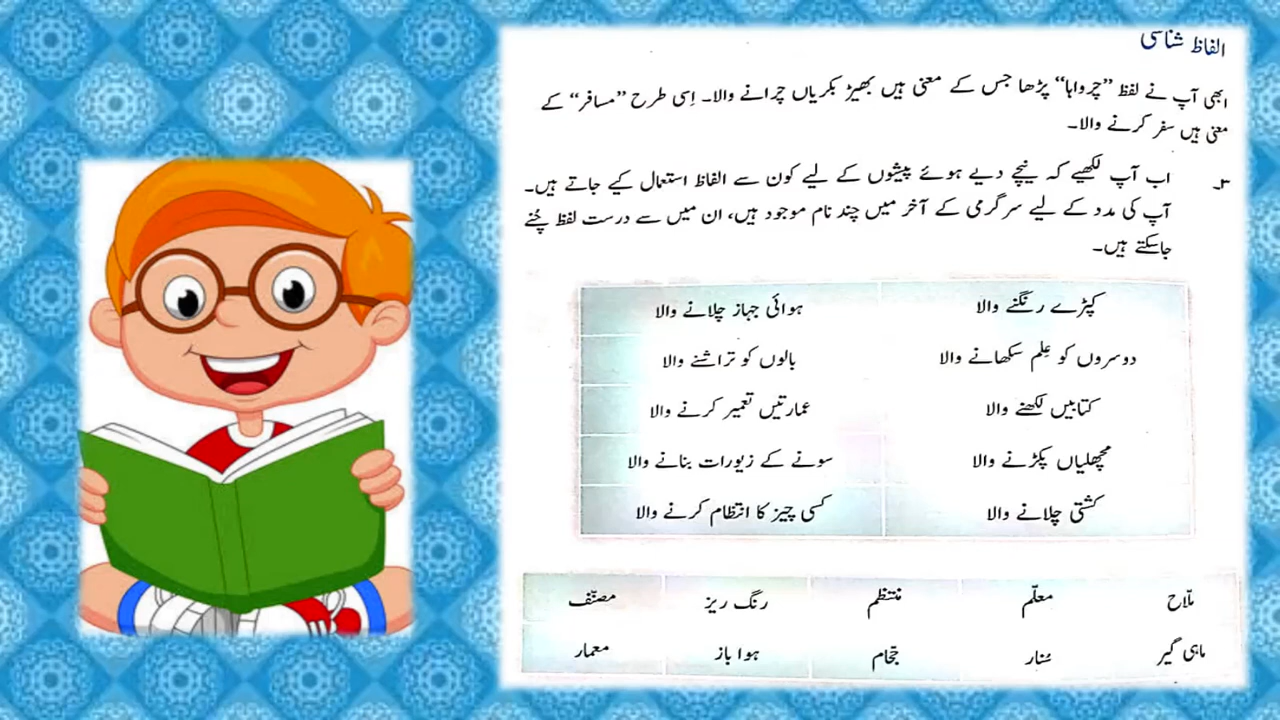 الفاظ شناسی
ابھی آپ نے لفظ ”چرواہا“ پڑھا جس کے معنی ہیں بھیڑ بکریاں چرانے والا۔ اِسی طرح ”مسافر“ کے
معنی ہیں سفر کرنے والا۔
۳۔ اب آپ لکھیے کہ نیچے دیے ہوئے پیشوں کے لیے کون سے الفاظ استعمال کیے جاتے ہیں۔
آپ کی مدد کے لیے سرگرمی کے آخر میں چند نام موجود ہیں، ان میں سے درست لفظ چُنے
جاسکتے ہیں۔
کپڑے رنگنے والا ہوائی جہاز چلانے والا
دوسروں کو عِلم سکھانے والا بالوں کو تراشنے والا
کتابیں لکھنے والا عمارتیں تعمیر کرنے والا
مچھلیاں پکڑنے والا سونے کے زیورات بنانے والا
کشتی چلانے والا کسی چیز کا انتظام کرنے والا
ملّاح معلّم منتظم رنگ ریز مصنّف
ماہی گیر سُنار حجّام ہوا باز معمار